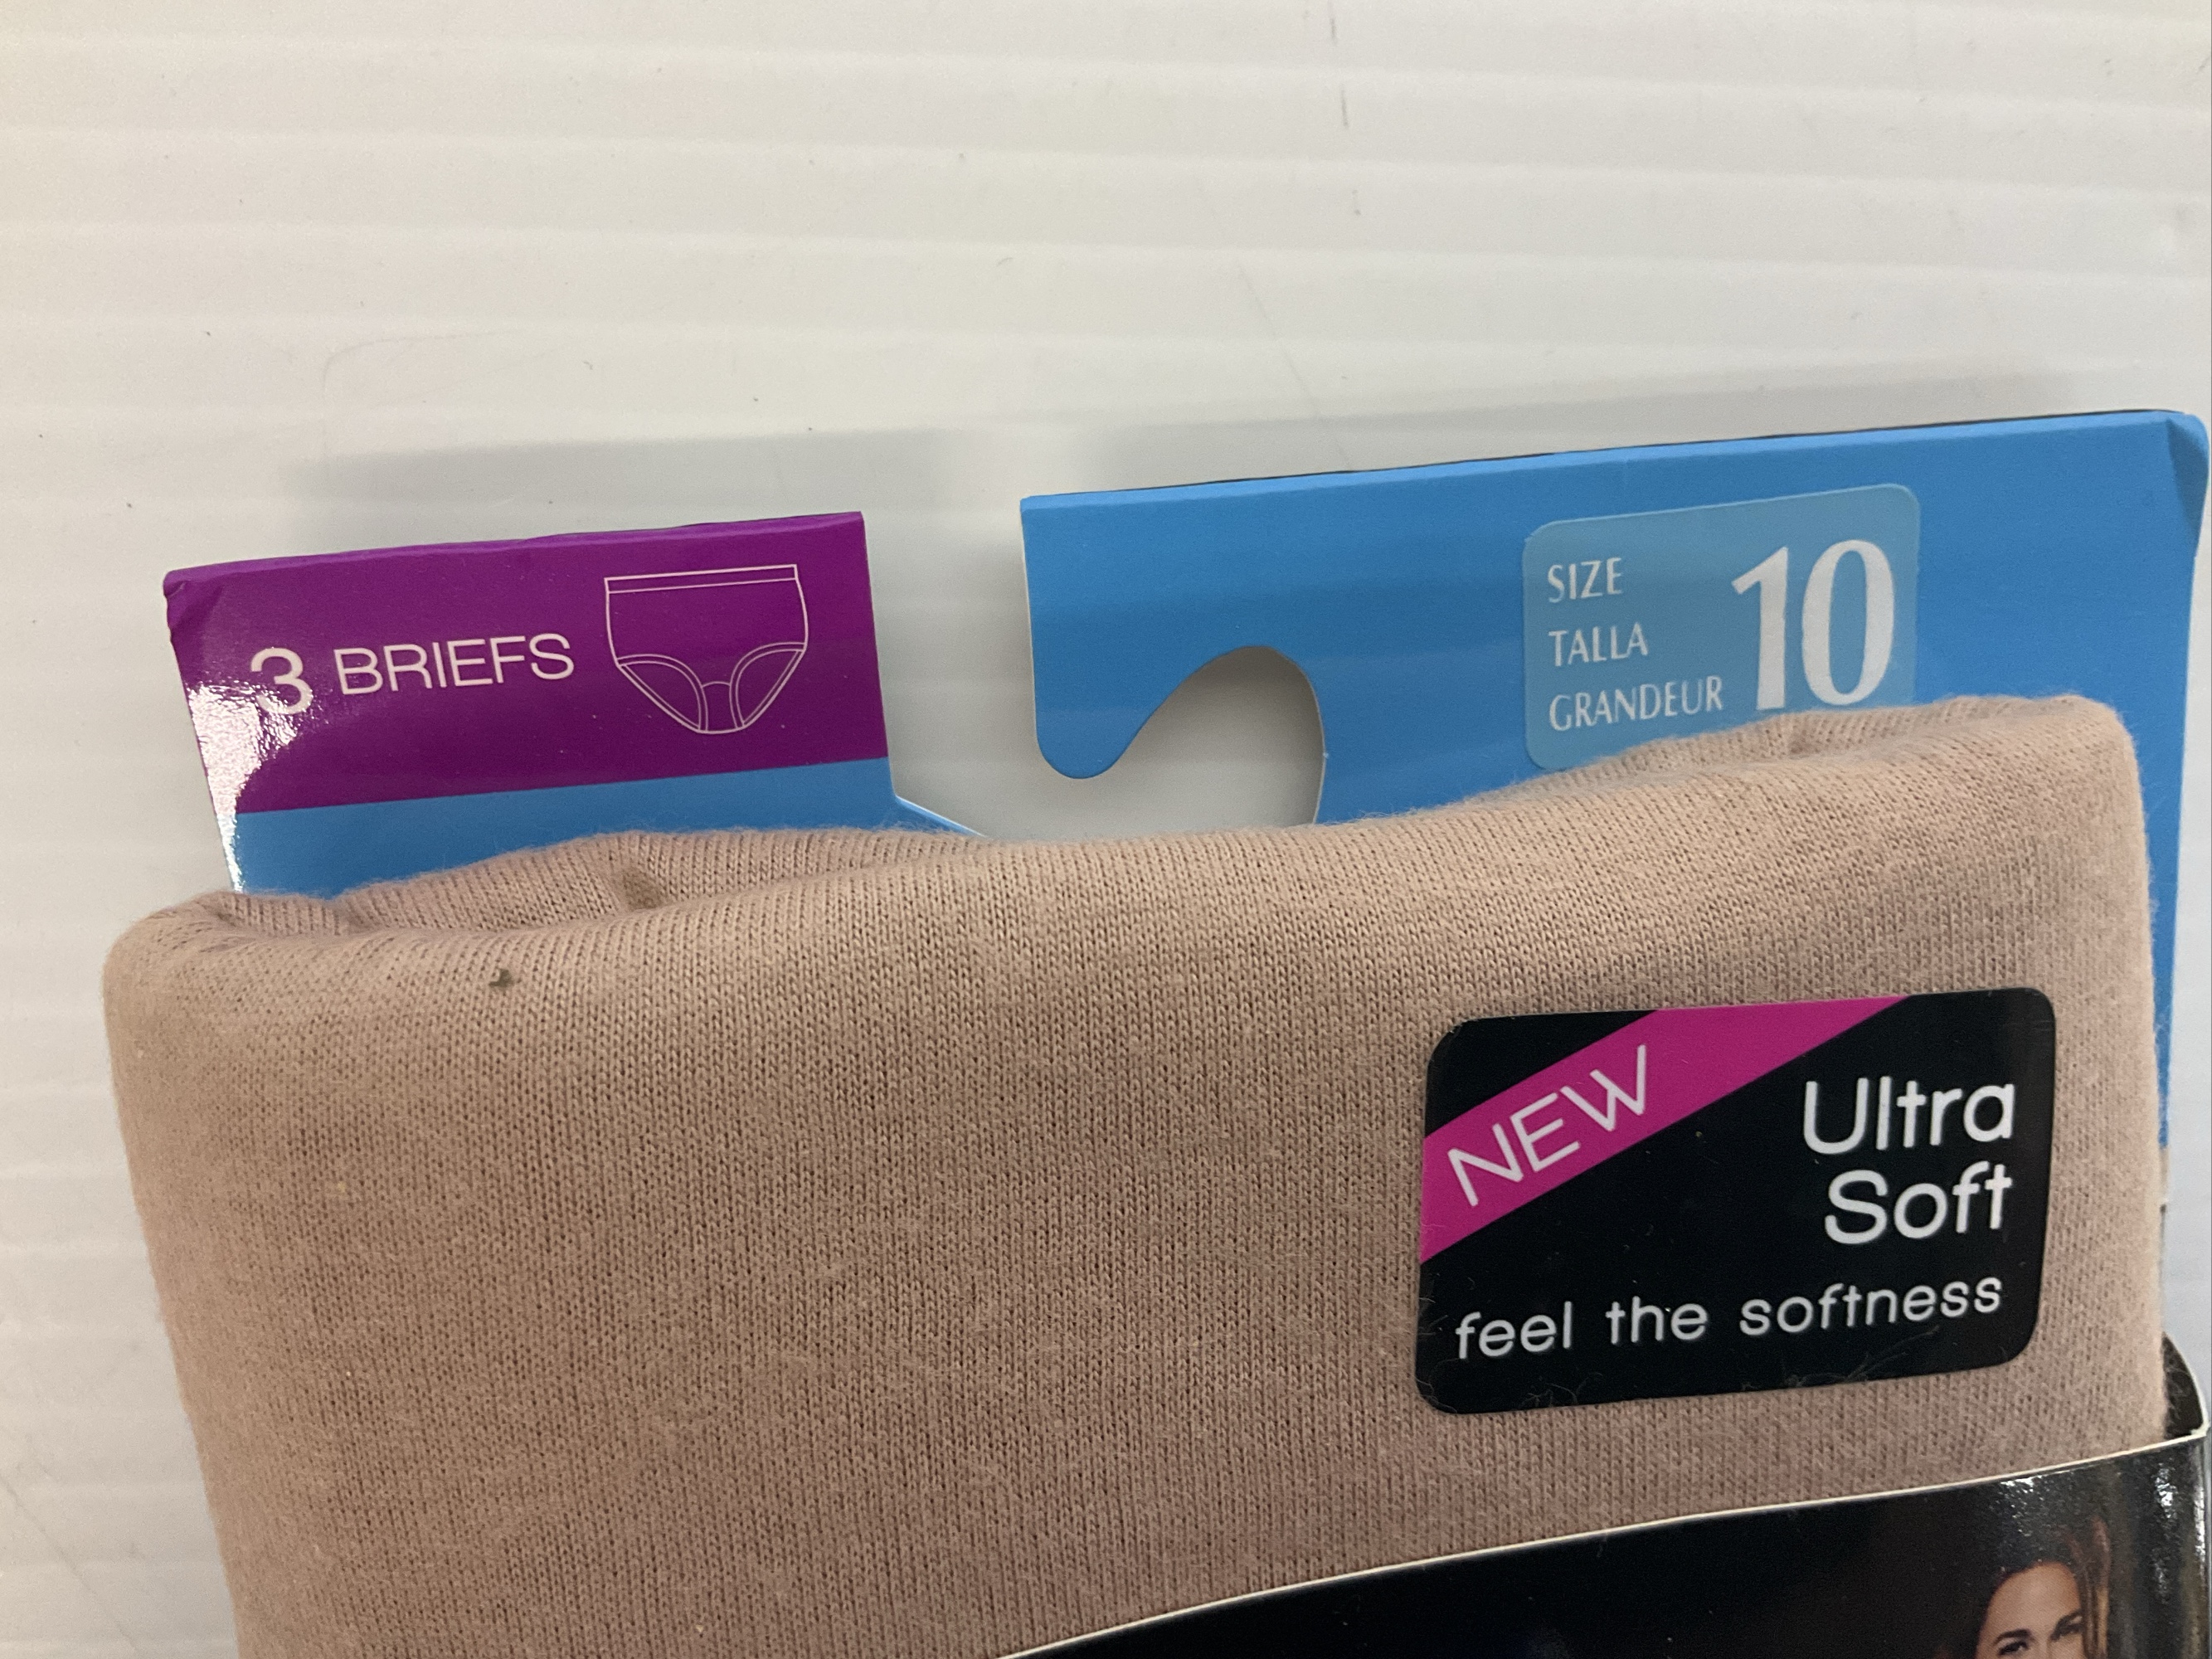 3 BRIEFS
SIZE
TALLA
GRANDEUR
10
NEW
Ultra
Soft
feel the softness